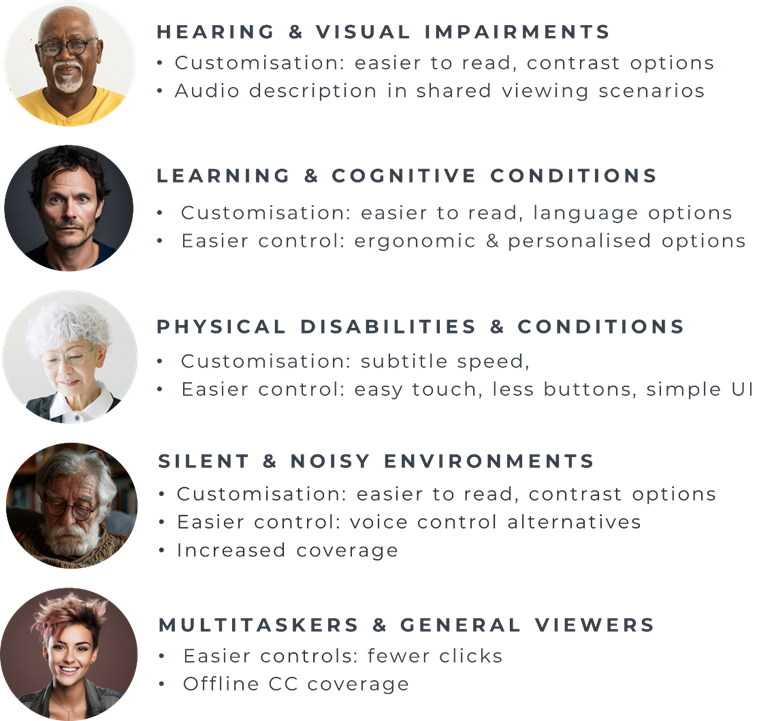 HEARING & VISUAL IMPAIRMENTS
• Customisation: easier to read, contrast options
• Audio description in shared viewing scenarios
LEARNING & COGNITIVE CONDITIONS
• Customisation: easier to read, language options
• Easier control: ergonomic & personalised options
PHYSICAL DISABILITIES & CONDITIONS
• Customisation: subtitle speed,
• Easier control: easy touch, less buttons, simple UI
SILENT & NOISY ENVIRONMENTS
• Customisation: easier to read, contrast options
• Easier control: voice control alternatives
• Increased coverage
MULTITASKERS & GENERAL VIEWERS
• Easier controls: fewer clicks
• Offline CC coverage